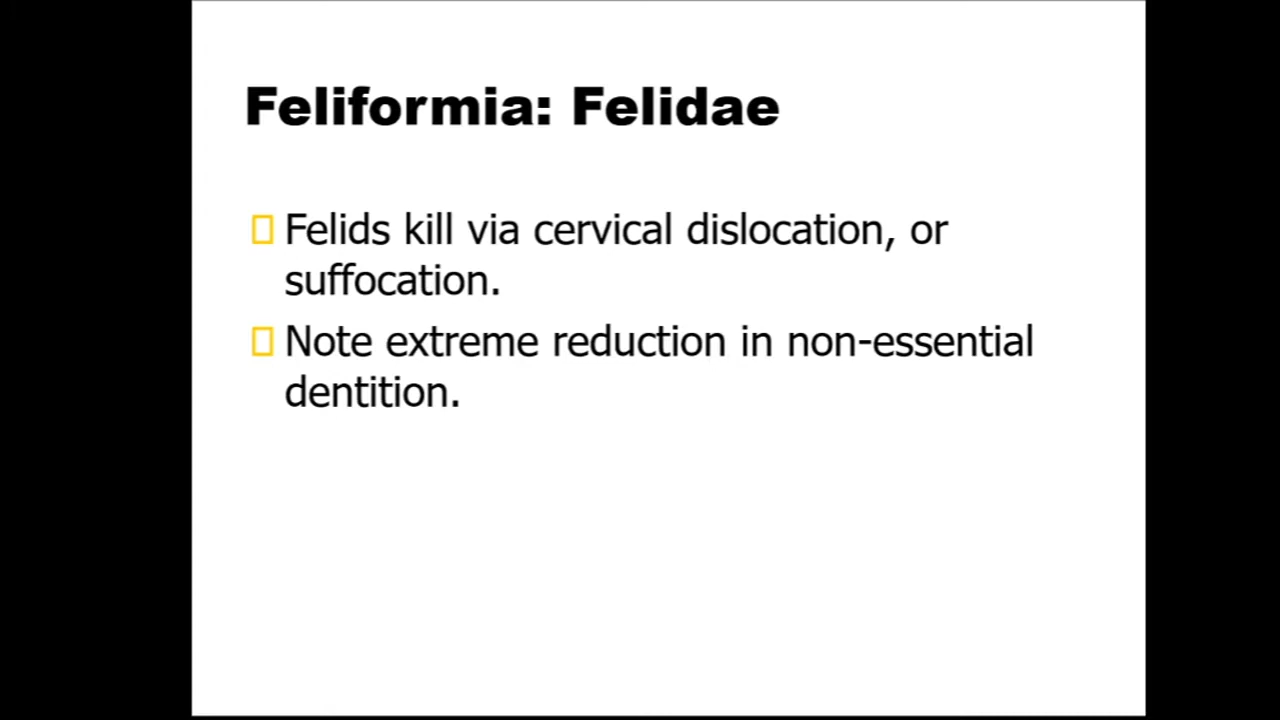 Feliformia: Felidae
Felids kill via cervical dislocation, or
suffocation.
Note extreme reduction in non-essential
dentition.